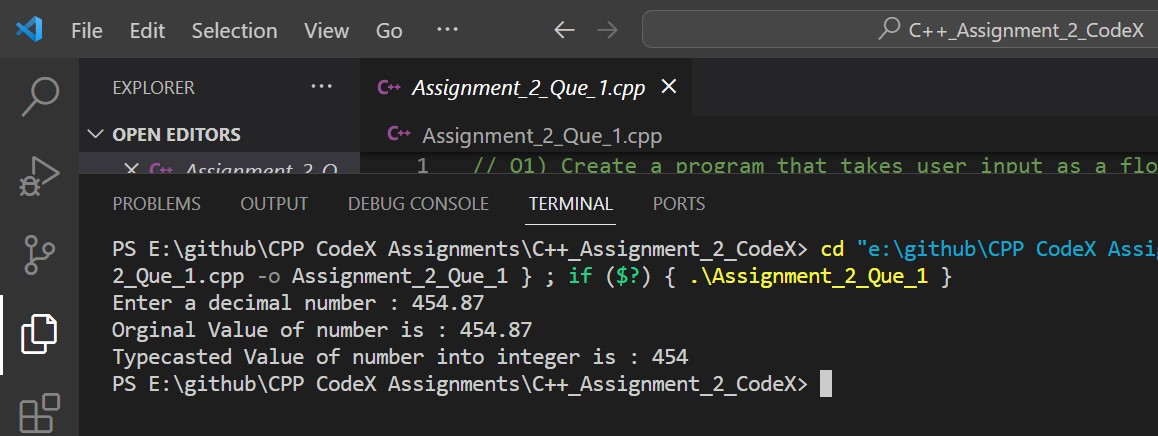 File Edit Selection View Go ··· C++_Assignment_2_CodeX
EXPLORER ···
OPEN EDITORS
C++ Assignment_2_Q
C++ Assignment_2_Que_1.cpp
C++ Assignment_2_Que_1.cpp
1 // Q1) Create a program that takes user input as a flo
PROBLEMS OUTPUT DEBUG CONSOLE TERMINAL PORTS
PS E:\github\CPP CodeX Assignments\C++_Assignment_2_CodeX> cd "e:\github\CPP CodeX Assig
2_Que_1.cpp -o Assignment_2_Que_1 } ; if ($?) { .\Assignment_2_Que_1 }
Enter a decimal number : 454.87
Orginal Value of number is : 454.87
Typecasted Value of number into integer is : 454
PS E:\github\CPP CodeX Assignments\C++_Assignment_2_CodeX>